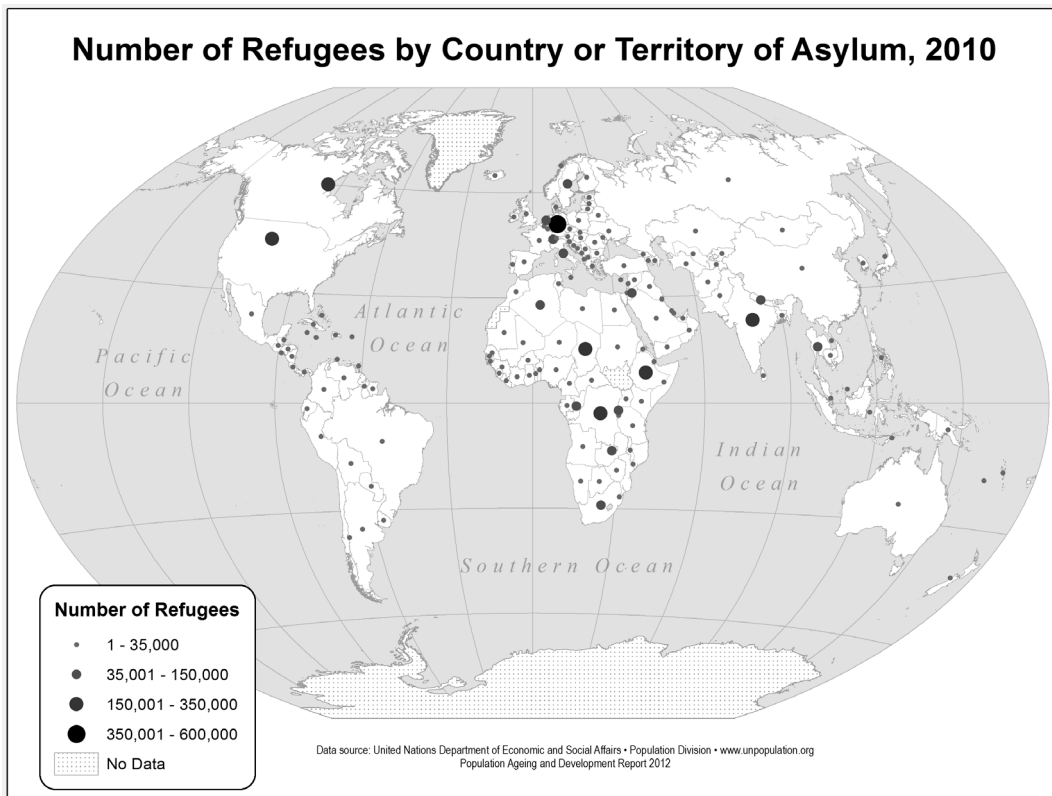 Number of Refugees by Country or Territory of Asylum, 2010
Atlantic
Ocean
Pacific
Ocean
Indian
Ocean
Southern Ocean
Number of Refugees
1 - 35,000
35,001 - 150,000
150,001 - 350,000
350,001 - 600,000
No Data
Data source: United Nations Department of Economic and Social Affairs • Population Division • www.unpopulation.org
Population Ageing and Development Report 2012